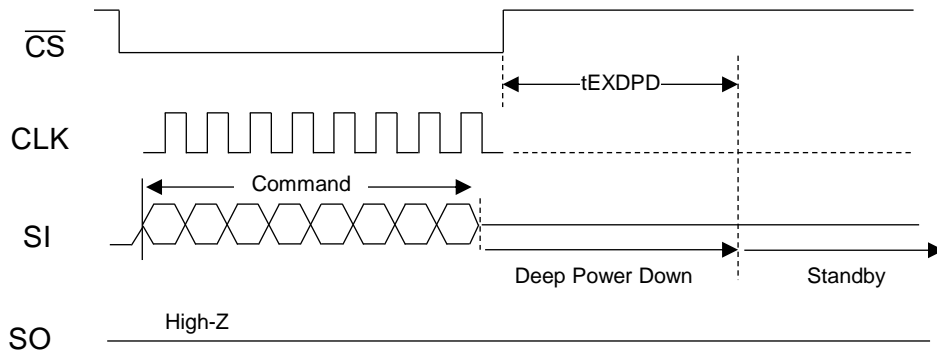 CS
tEXDPD
CLK
Command
SI
Deep Power Down
Standby
High-Z
SO